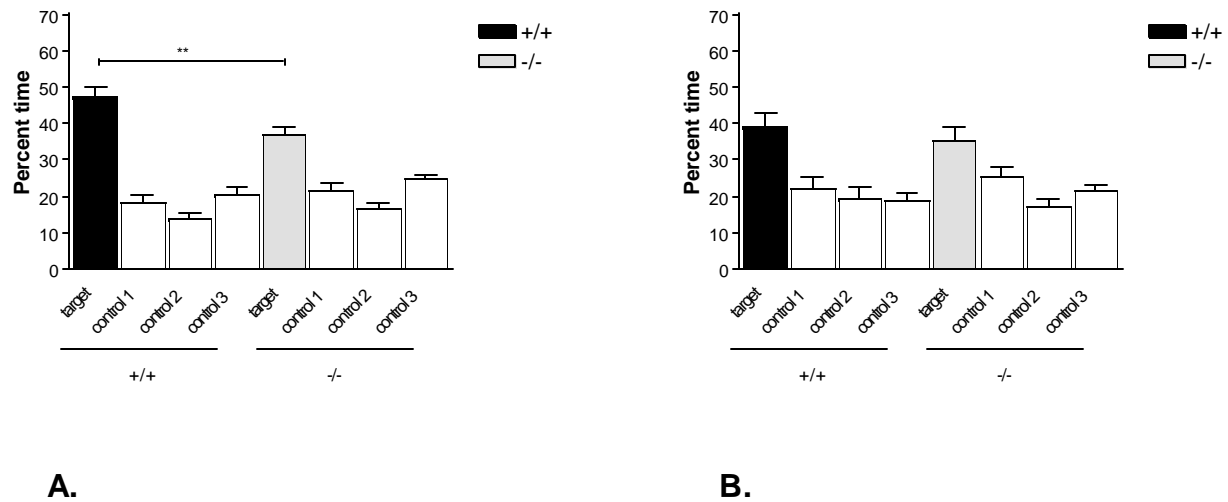 70
60
50
40
30
20
10
0
Percent time
**
+/+
-/-
target
control 1
control 2
control 3
target
control 1
control 2
control 3
+/+
-/-
A.
70
60
50
40
30
20
10
0
Percent time
+/+
-/-
target
control 1
control 2
control 3
target
control 1
control 2
control 3
+/+
-/-
B.